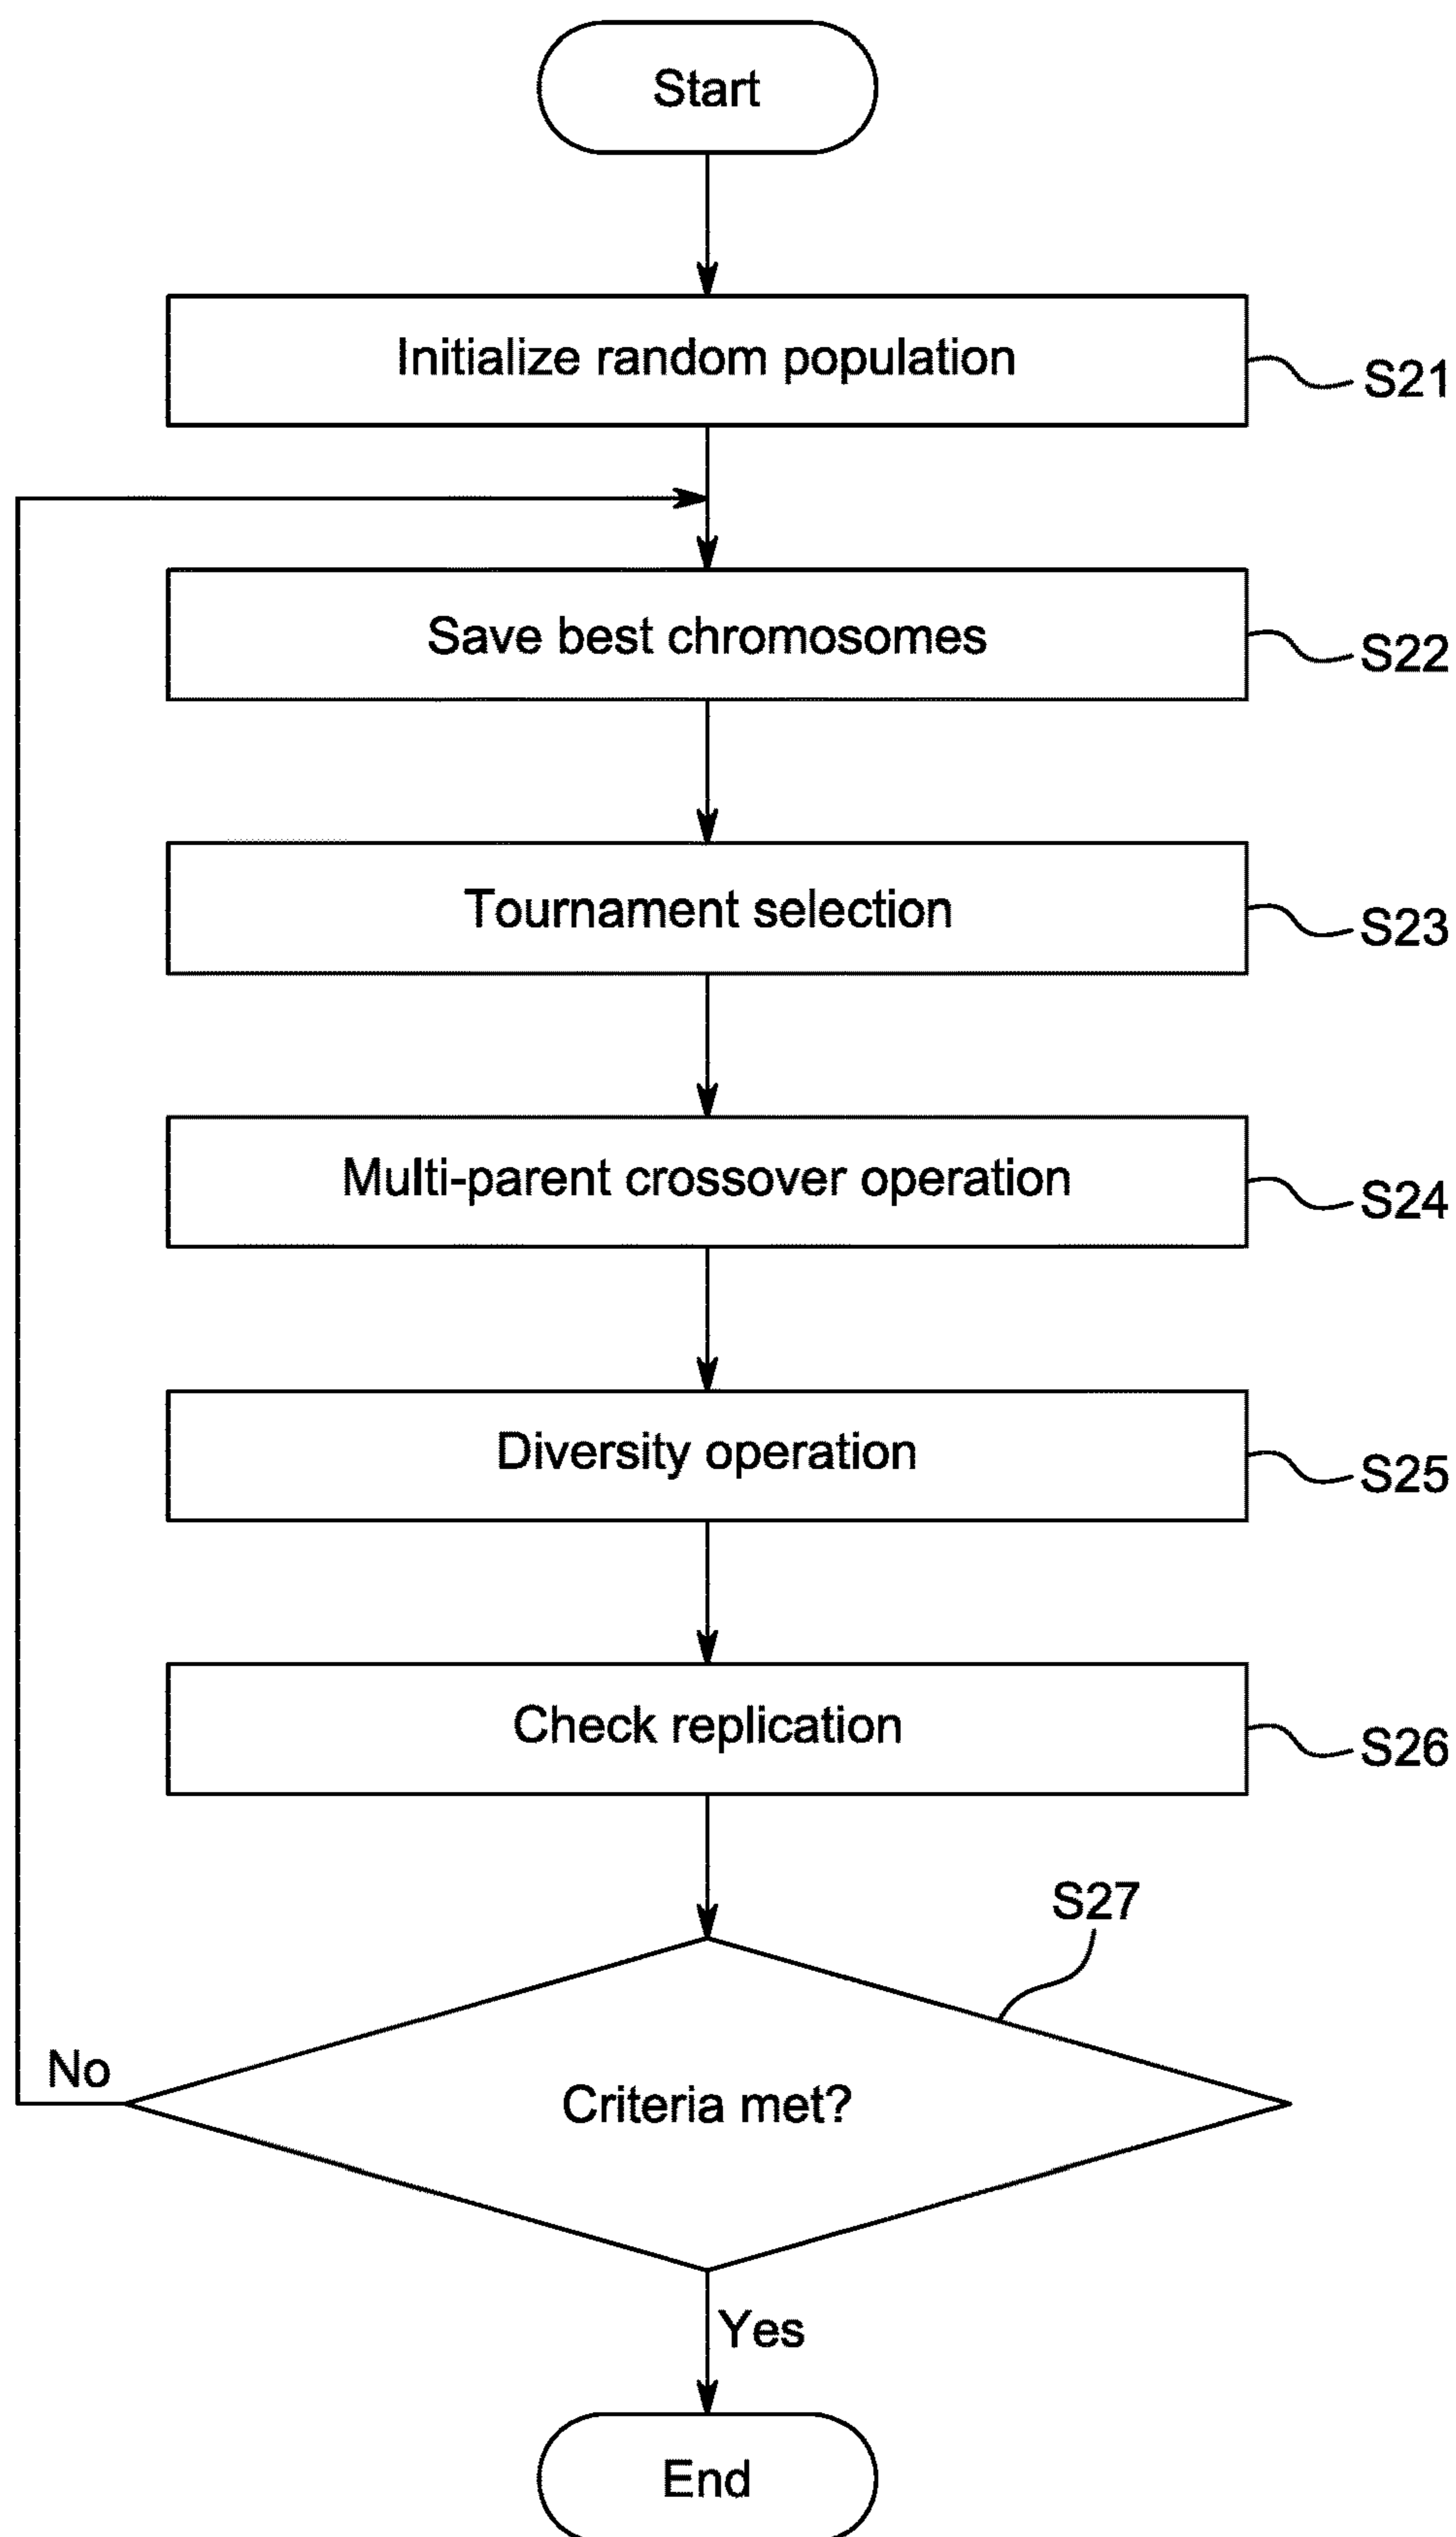 Start
Initialize random population
S21
Save best chromosomes
S22
Tournament selection
S23
Multi-parent crossover operation
S24
Diversity operation
S25
Check replication
S26
S27
No
Criteria met?
Yes
End